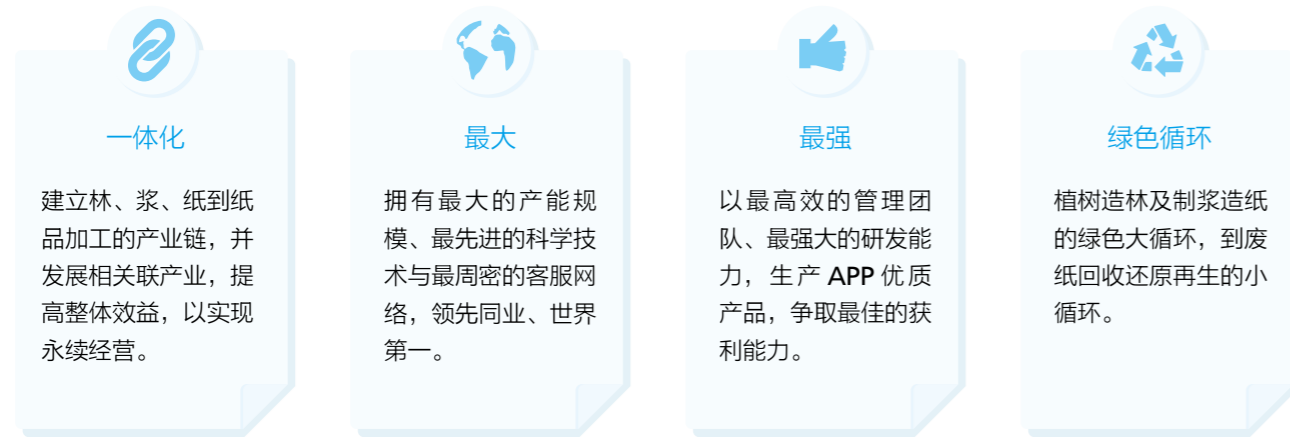 一体化
建立林、浆、纸到纸
品加工的产业链，并
发展相关联产业，提
高整体效益，以实现
永续经营。
最大
拥有最大的产能规
模、最先进的科学技
术与最周密的客服网
络，领先同业、世界
第一。
最强
以最高效的管理团
队、最强大的研发能
力，生产 APP 优质
产品，争取最佳的获
利能力。
绿色循环
植树造林及制浆造纸
的绿色大循环，到废
纸回收还原再生的小
循环。